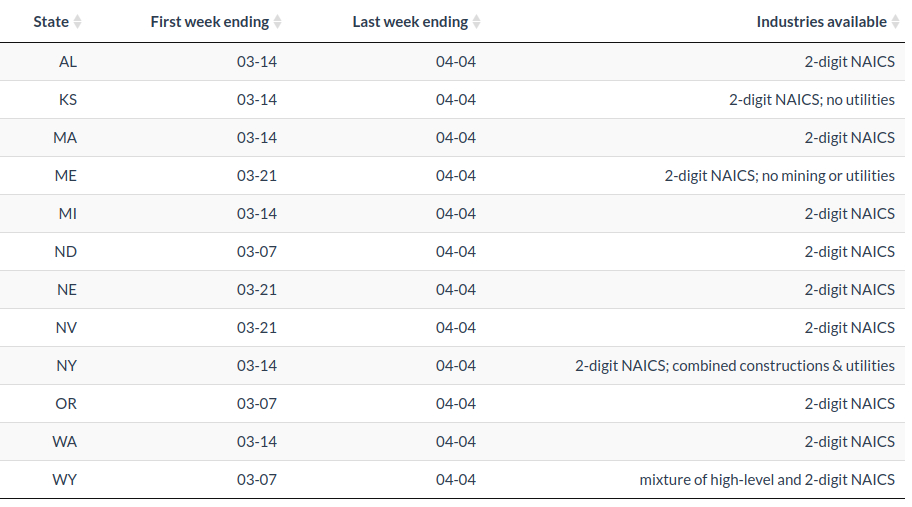 State First week ending Last week ending Industries available
AL 03-14 04-04 2-digit NAICS
KS 03-14 04-04 2-digit NAICS; no utilities
MA 03-14 04-04 2-digit NAICS
ME 03-21 04-04 2-digit NAICS; no mining or utilities
MI 03-14 04-04 2-digit NAICS
ND 03-07 04-04 2-digit NAICS
NE 03-21 04-04 2-digit NAICS
NV 03-21 04-04 2-digit NAICS
NY 03-14 04-04 2-digit NAICS; combined constructions & utilities
OR 03-07 04-04 2-digit NAICS
WA 03-14 04-04 2-digit NAICS
WY 03-07 04-04 mixture of high-level and 2-digit NAICS